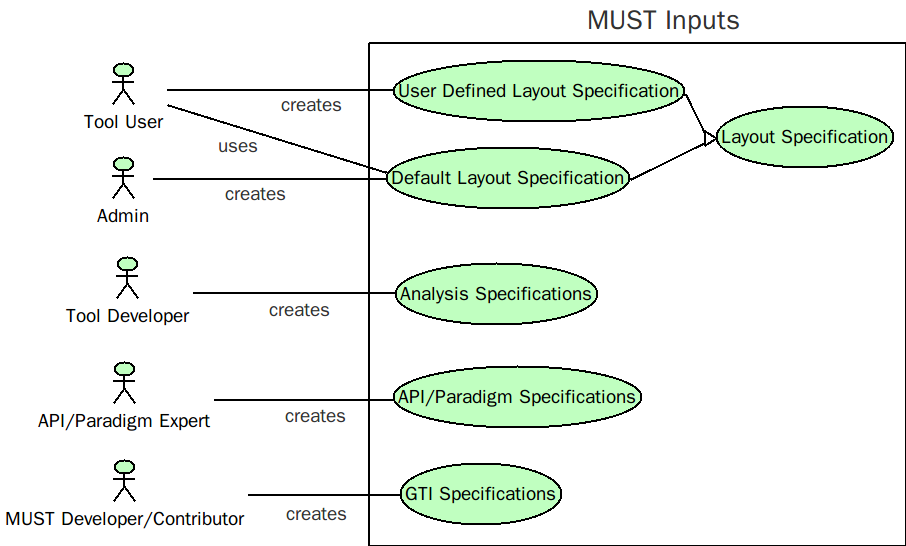 MUST Inputs
User Defined Layout Specification
creates
Tool User
Layout Specification
uses
Default Layout Specification
creates
Admin
Analysis Specifications
creates
Tool Developer
API/Paradigm Specifications
creates
API/Paradigm Expert
GTI Specifications
creates
MUST Developer/Contributor